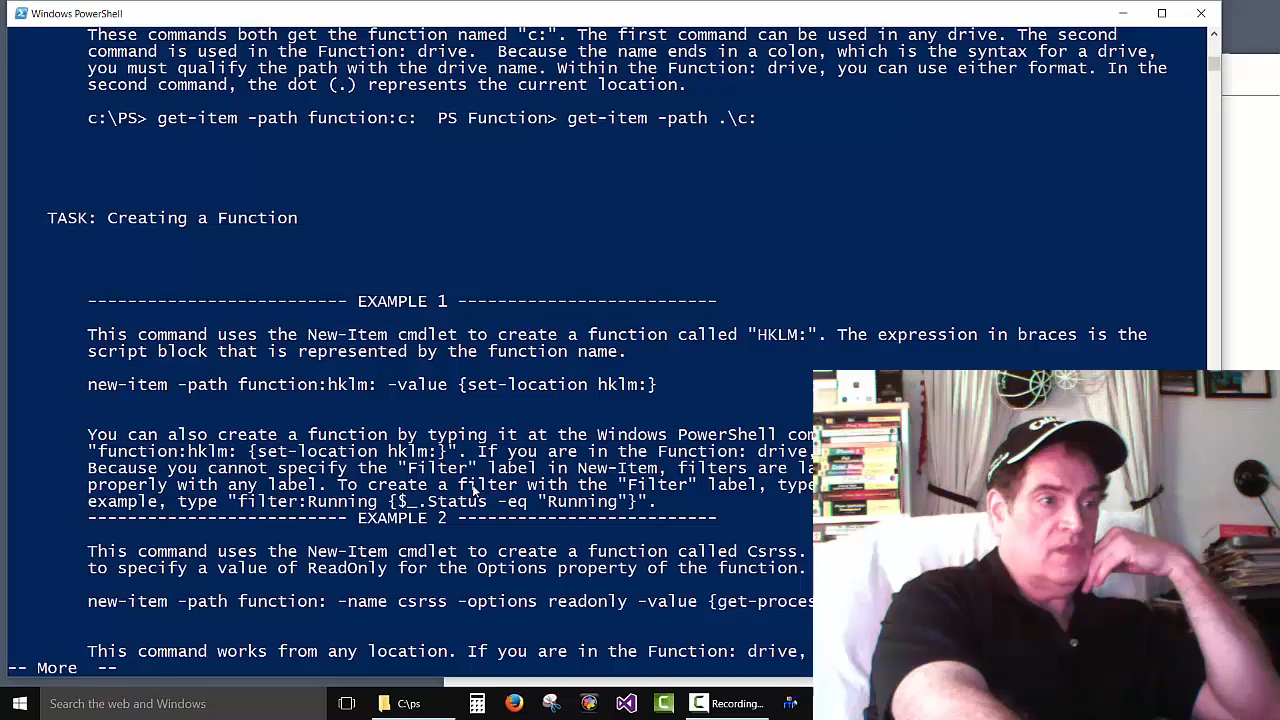 Windows PowerShell
These commands both get the function named "c:". The first command can be used in any drive. The second
command is used in the Function: drive.  Because the name ends in a colon, which is the syntax for a drive,
you must qualify the path with the drive name. Within the Function: drive, you can use either format. In the
second command, the dot (.) represents the current location.
c:\PS> get-item -path function:c:  PS Function> get-item -path .\c:
TASK: Creating a Function
-------------------------- EXAMPLE 1 --------------------------
This command uses the New-Item cmdlet to create a function called "HKLM:". The expression in braces is the
script block that is represented by the function name.
new-item -path function:hklm: -value {set-location hklm:}
You can also create a function by typing it at the Windows PowerShell com
"function:hklm: {set-location hklm:}". If you are in the Function: drive,
Because you cannot specify the "Filter" label in New-Item, filters are la
properly with any label. To create a filter with the "Filter" label, type
example, type "filter:Running {$_.Status -eq "Running"}".
-------------------------- EXAMPLE 2 --------------------------
This command uses the New-Item cmdlet to create a function called Csrss.
to specify a value of ReadOnly for the Options property of the function.
new-item -path function: -name csrss -options readonly -value {get-proces
This command works from any location. If you are in the Function: drive,
-- More  --
Search the web and Windows
C:\ps
Recording...